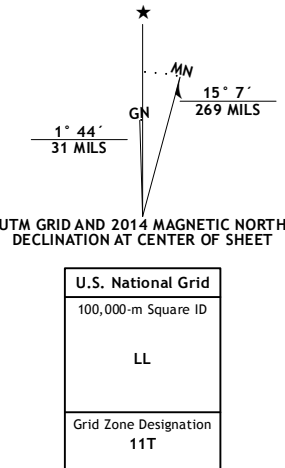 MN
GN
15° 7´
269 MILS
1° 44´
31 MILS
UTM GRID AND 2014 MAGNETIC NORTH
DECLINATION AT CENTER OF SHEET
U.S. National Grid
100,000-m Square ID
LL
Grid Zone Designation
11T